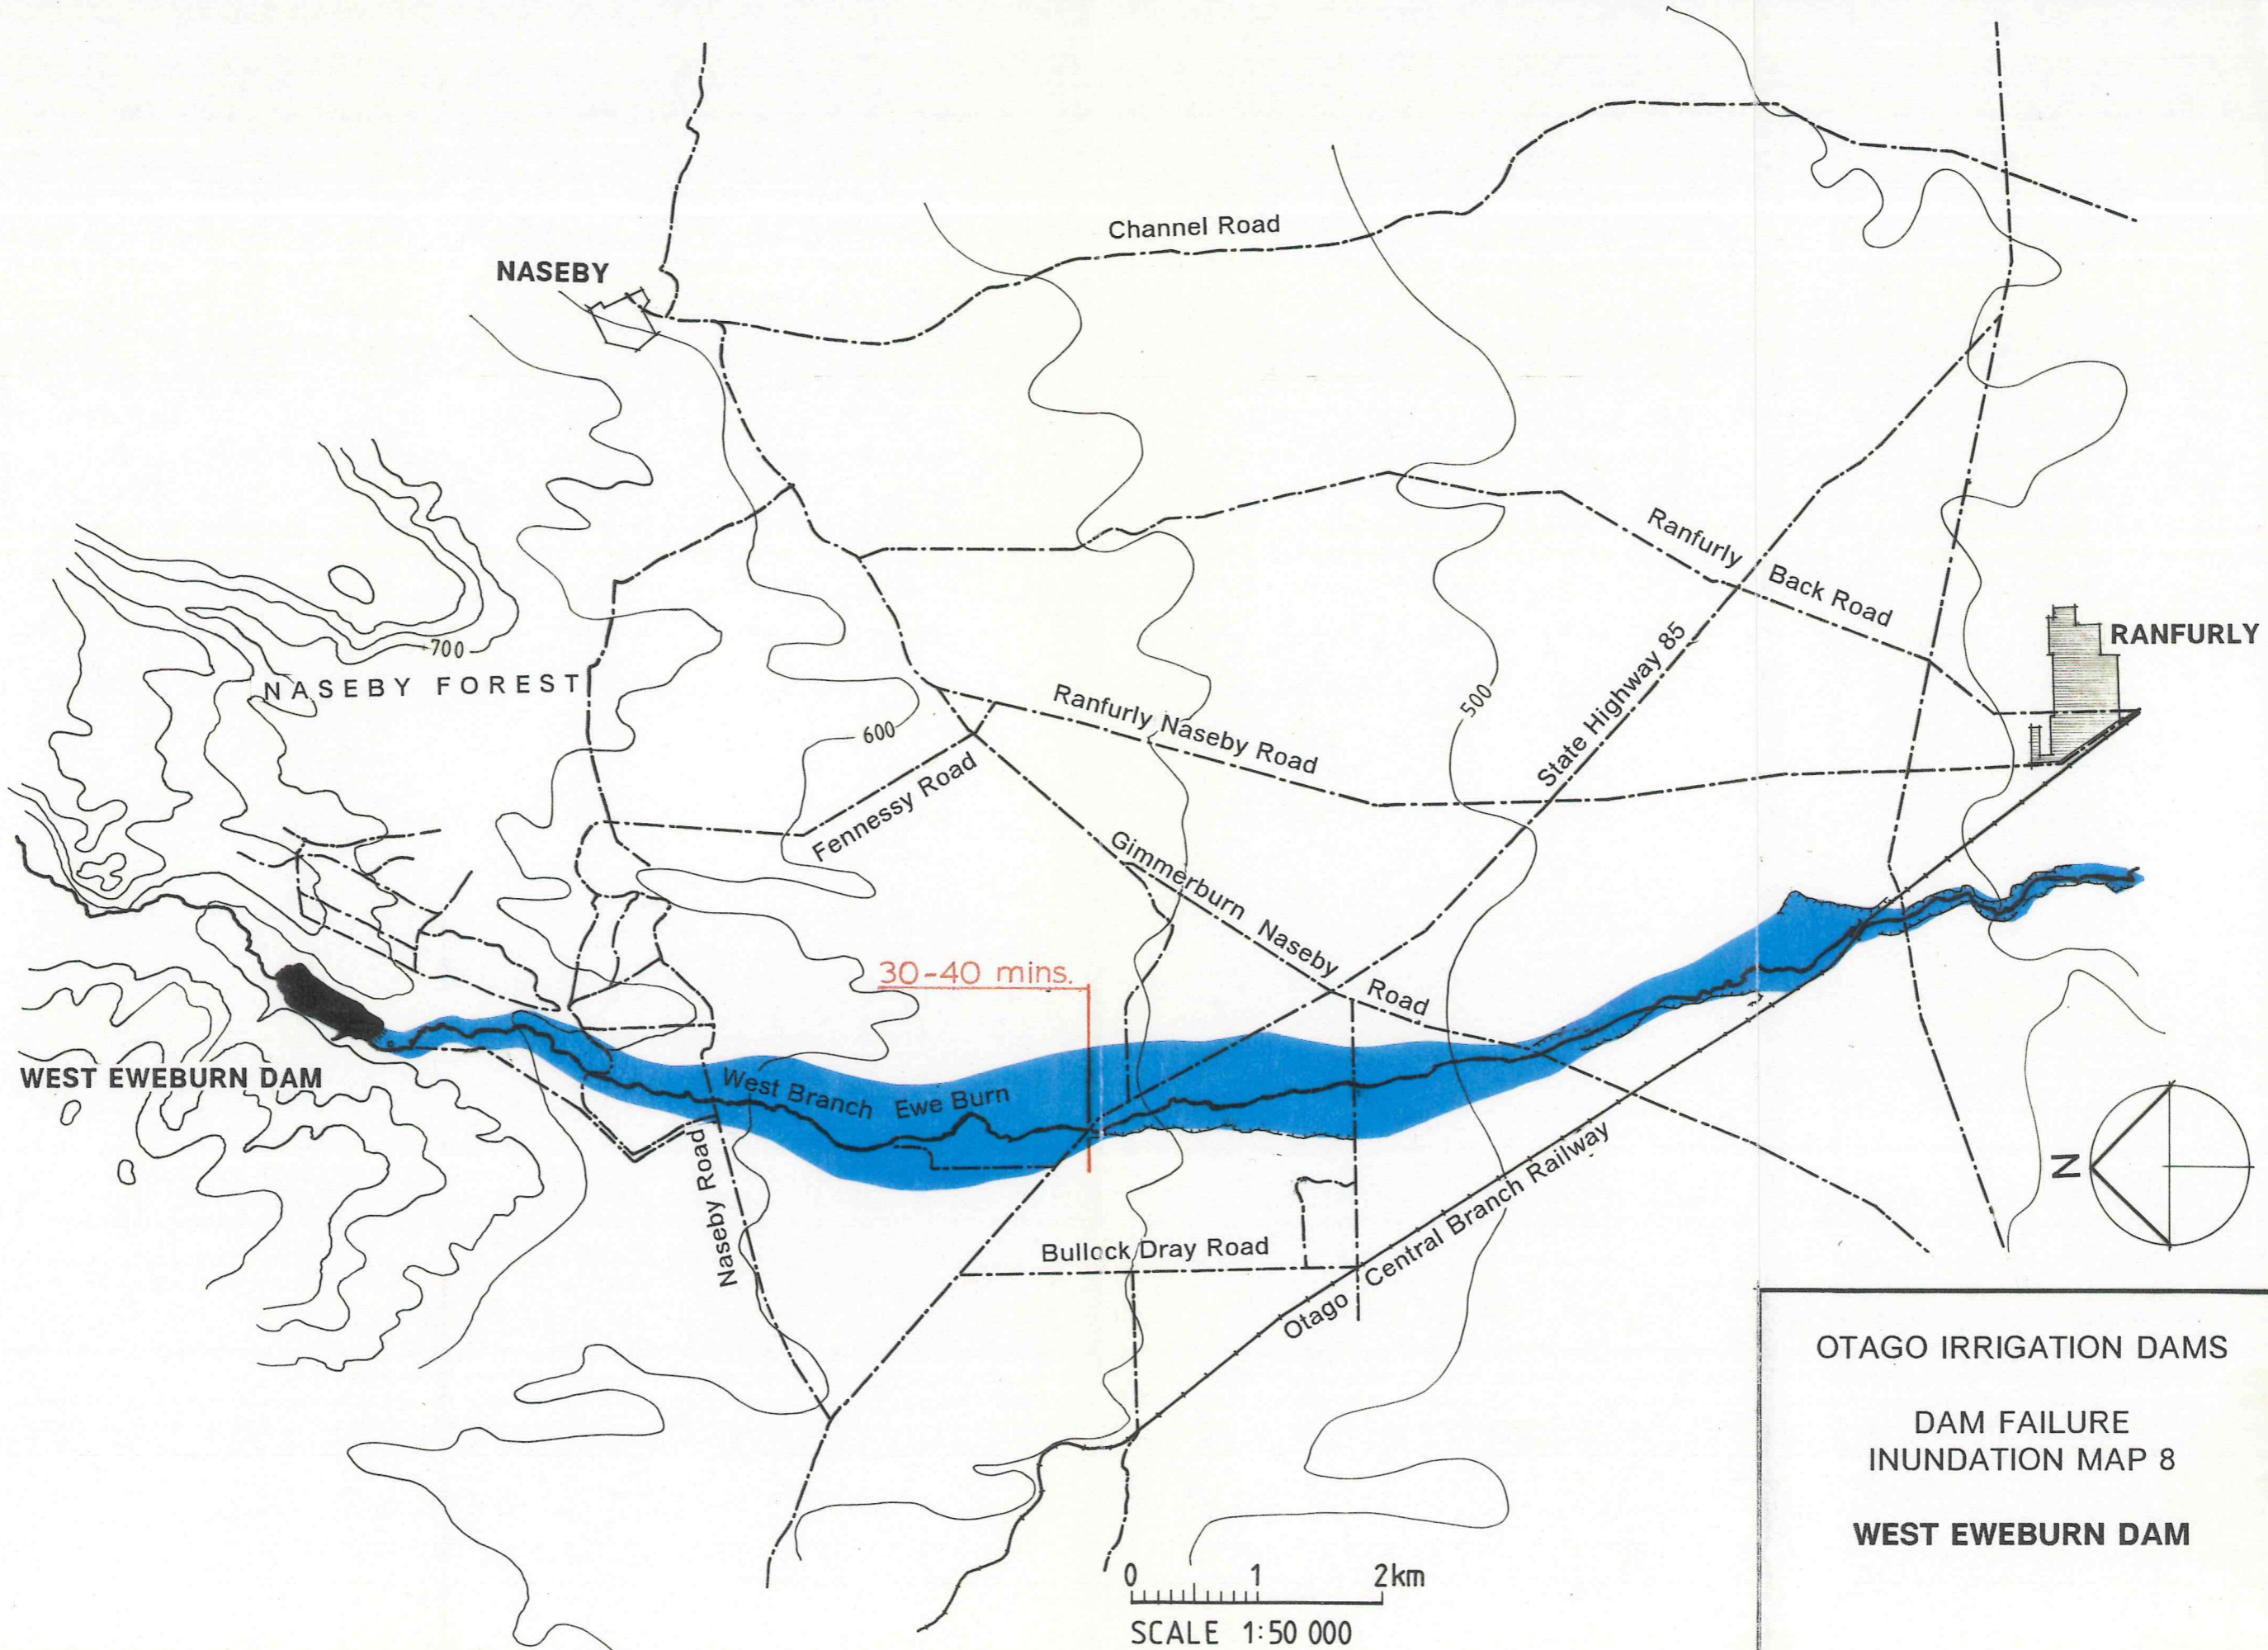 Channel Road
NASEBY
Ranfurly Back Road
RANFURLY
700
NASEBY FOREST
State Highway 85
500
Ranfurly Naseby Road
600
Fennessy Road
Gimmerburn Naseby Road
30-40 mins.
WEST EWEBURN DAM
West Branch Ewe Burn
Naseby Road
N
Bullock Dray Road
Otago Central Branch Railway
OTAGO IRRIGATION DAMS
DAM FAILURE
INUNDATION MAP 8
WEST EWEBURN DAM
0 1 2km
SCALE 1:50 000